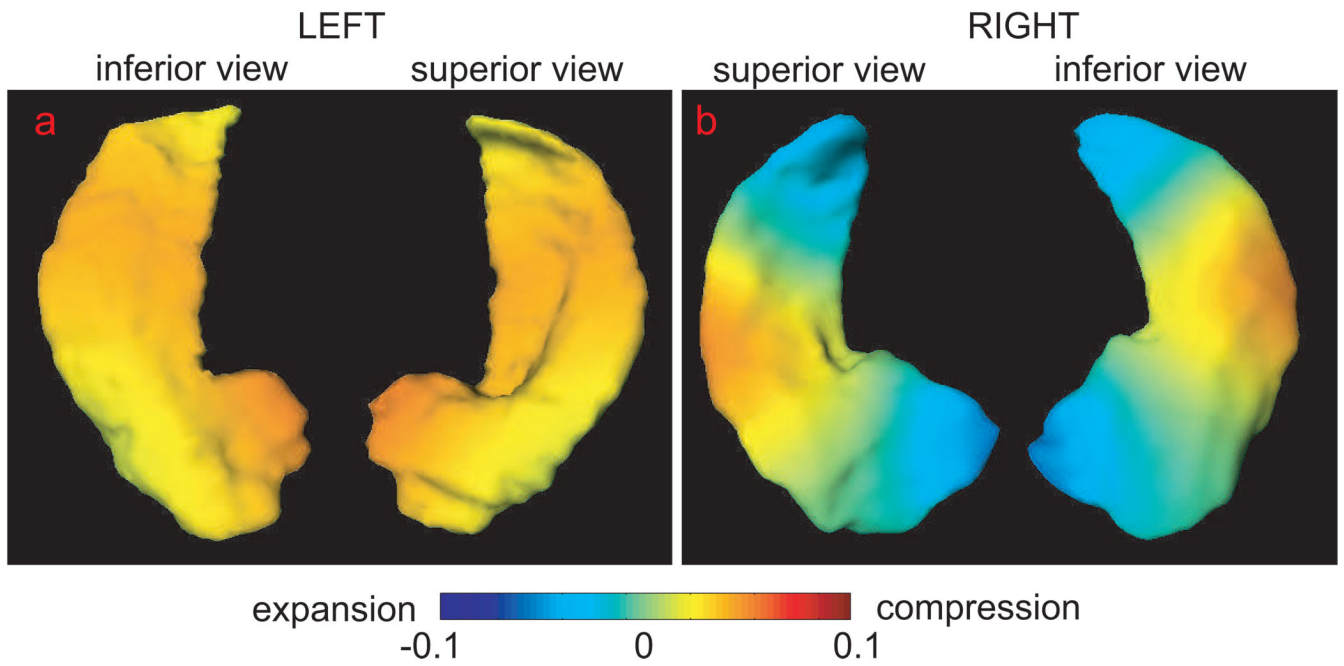 LEFT
RIGHT
inferior view
superior view
superior view
inferior view
a
b
expansion
compression
-0.1
0
0.1